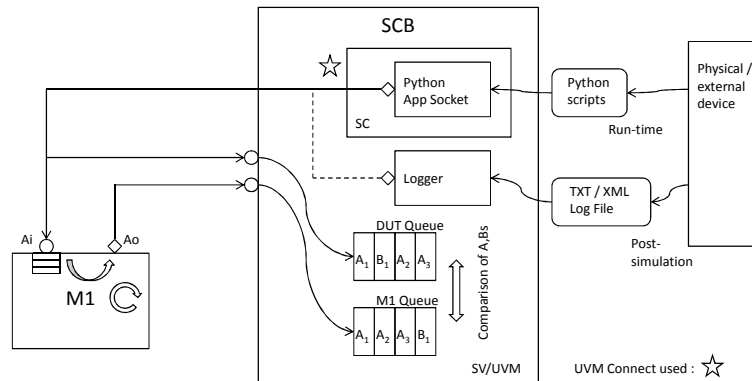 SCB
Python
App Socket
SC
Python
scripts
Physical /
external
device
Run-time
Logger
TXT / XML
Log File
Post-
simulation
Ai
Ao
M1
DUT Queue
A1 B1 A2 A3
M1 Queue
A1 A2 A3 B1
Comparison of A,Bs
SV/UVM
UVM Connect used :